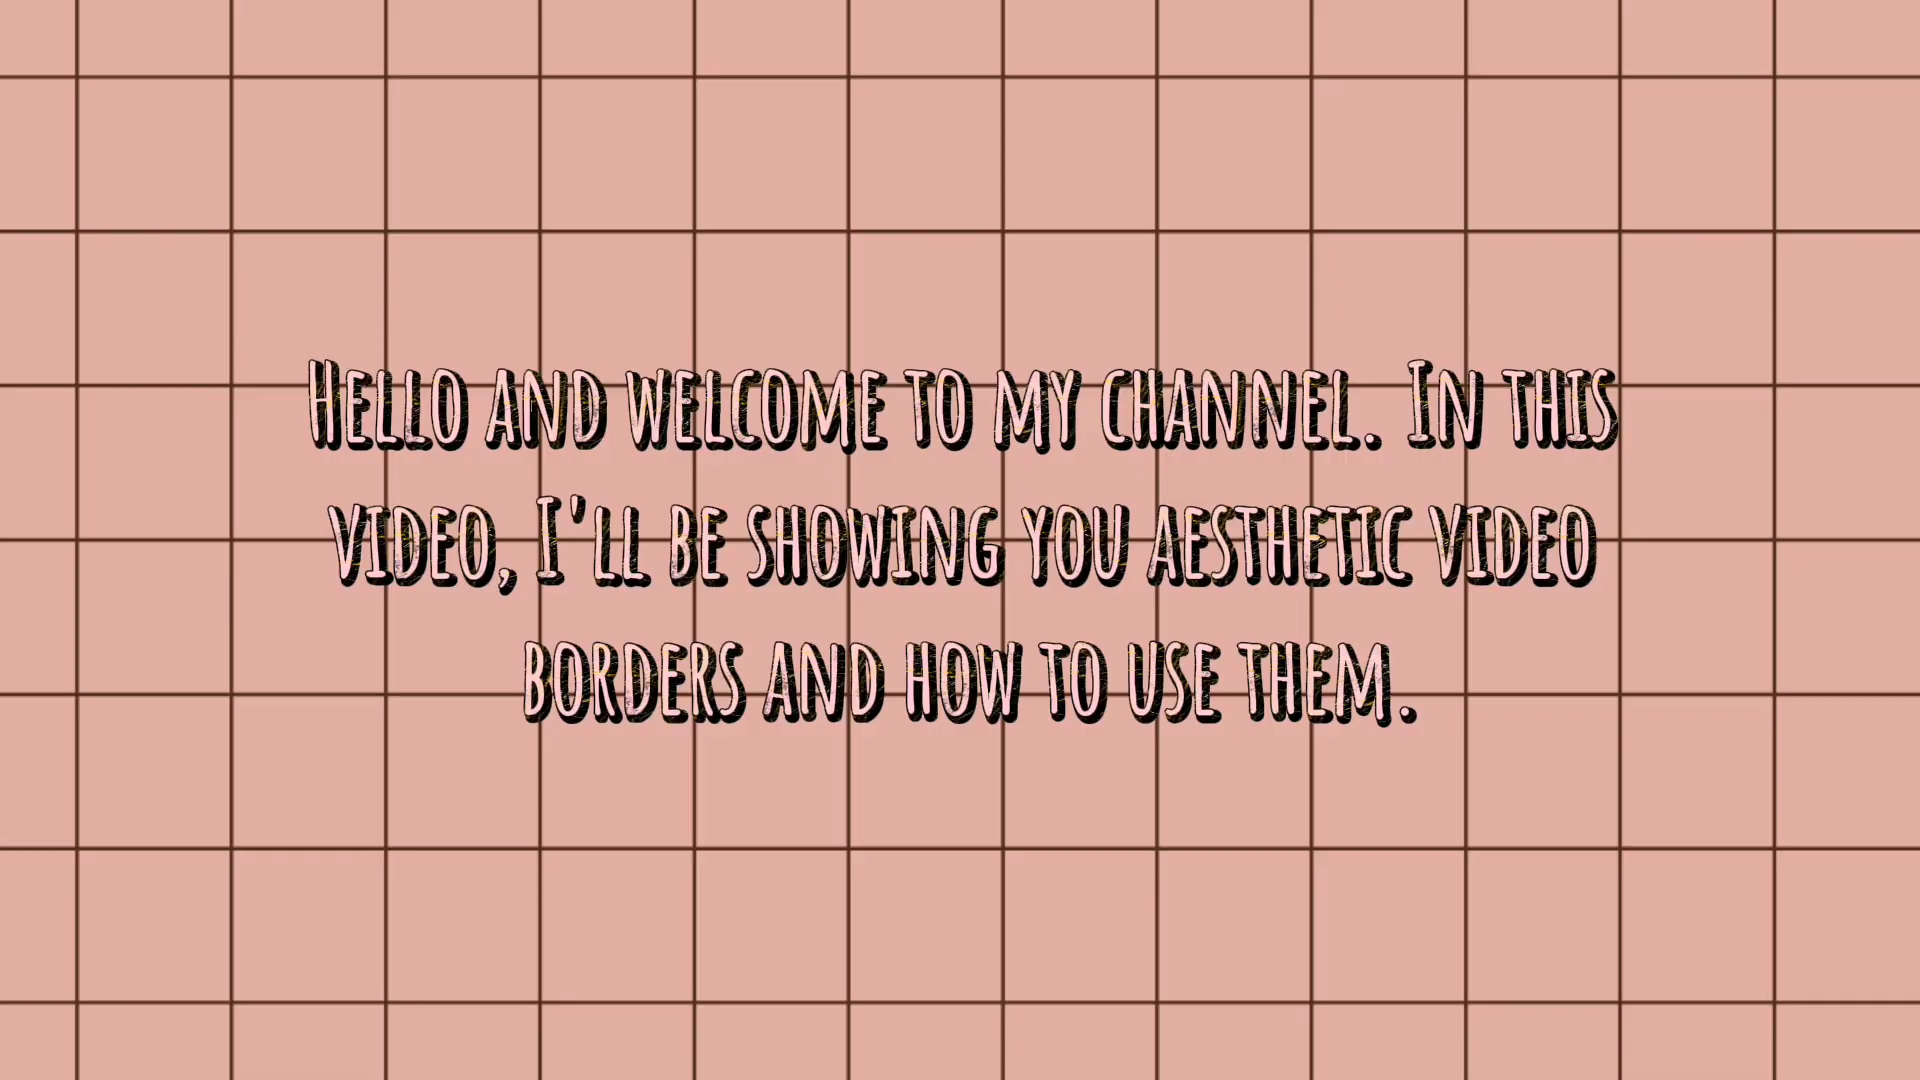 Hello and welcome to my channel. In this
video, I'll be showing you aesthetic video
borders and how to use them.